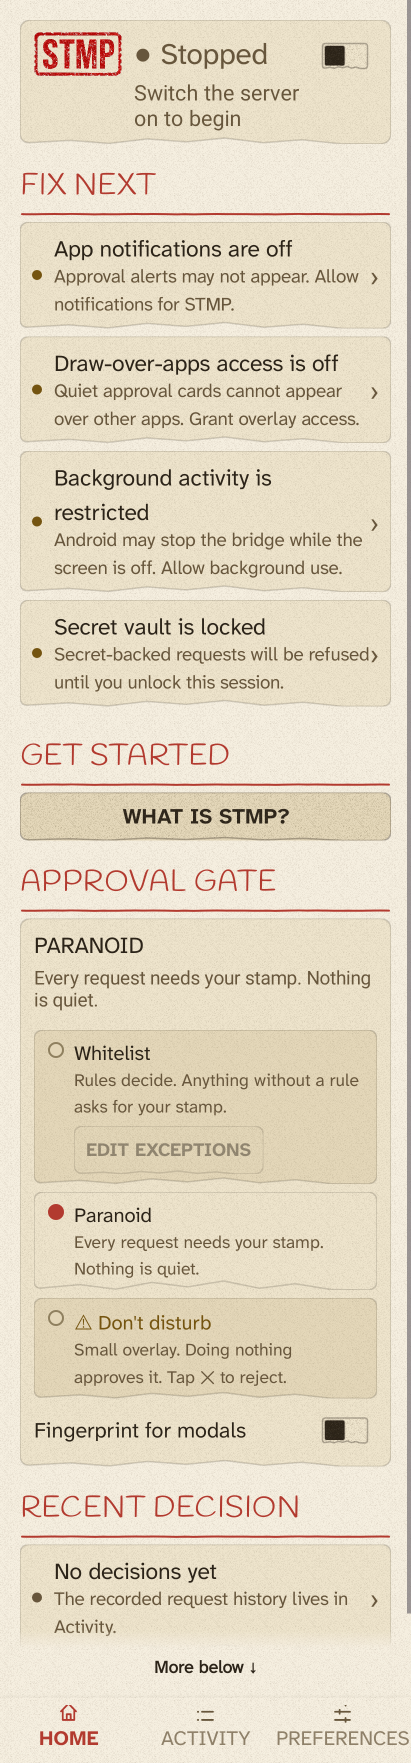 STMP
● Stopped
Switch the server
on to begin
FIX NEXT
App notifications are off
Approval alerts may not appear. Allow
notifications for STMP.
Draw-over-apps access is off
Quiet approval cards cannot appear
over other apps. Grant overlay access.
Background activity is
restricted
Android may stop the bridge while the
screen is off. Allow background use.
Secret vault is locked
Secret-backed requests will be refused
until you unlock this session.
GET STARTED
WHAT IS STMP?
APPROVAL GATE
PARANOID
Every request needs your stamp. Nothing
is quiet.
Whitelist
Rules decide. Anything without a rule
asks for your stamp.
EDIT EXCEPTIONS
Paranoid
Every request needs your stamp.
Nothing is quiet.
⚠ Don't disturb
Small overlay. Doing nothing
approves it. Tap ✕ to reject.
Fingerprint for modals
RECENT DECISION
No decisions yet
The recorded request history lives in
Activity.
More below ↓
HOME
ACTIVITY
PREFERENCES